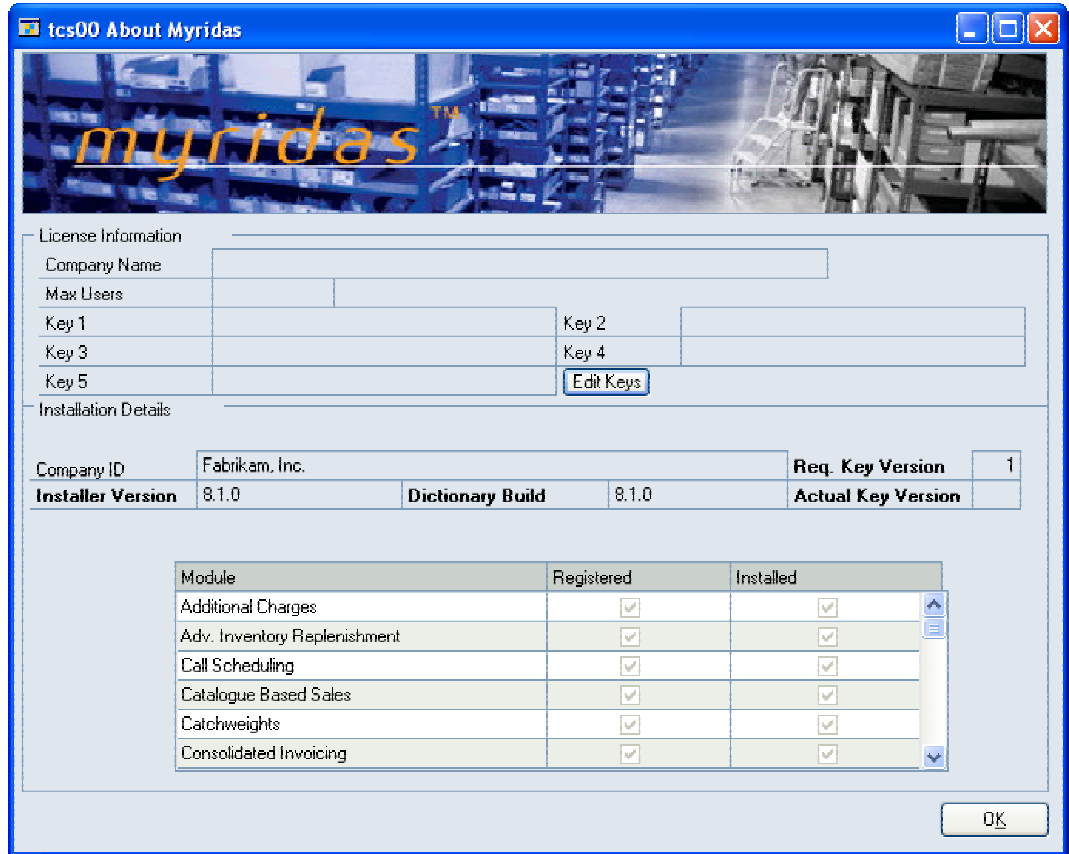 tcs00 About Myridas
myridas™
License Information
Company Name
Max Users
Key 1 Key 2
Key 3 Key 4
Key 5 Edit Keys
Installation Details
Company ID Fabrikam, Inc. Req. Key Version 1
Installer Version 8.1.0 Dictionary Build 8.1.0 Actual Key Version
Module Registered Installed
Additional Charges
Adv. Inventory Replenishment
Call Scheduling
Catalogue Based Sales
Catchweights
Consolidated Invoicing
OK